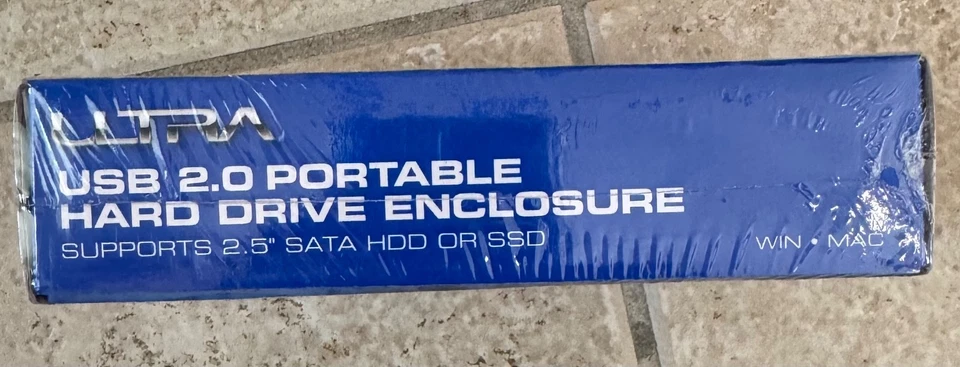 ULTRA
USB 2.0 PORTABLE
HARD DRIVE ENCLOSURE
SUPPORTS 2.5" SATA HDD OR SSD
WIN • MAC